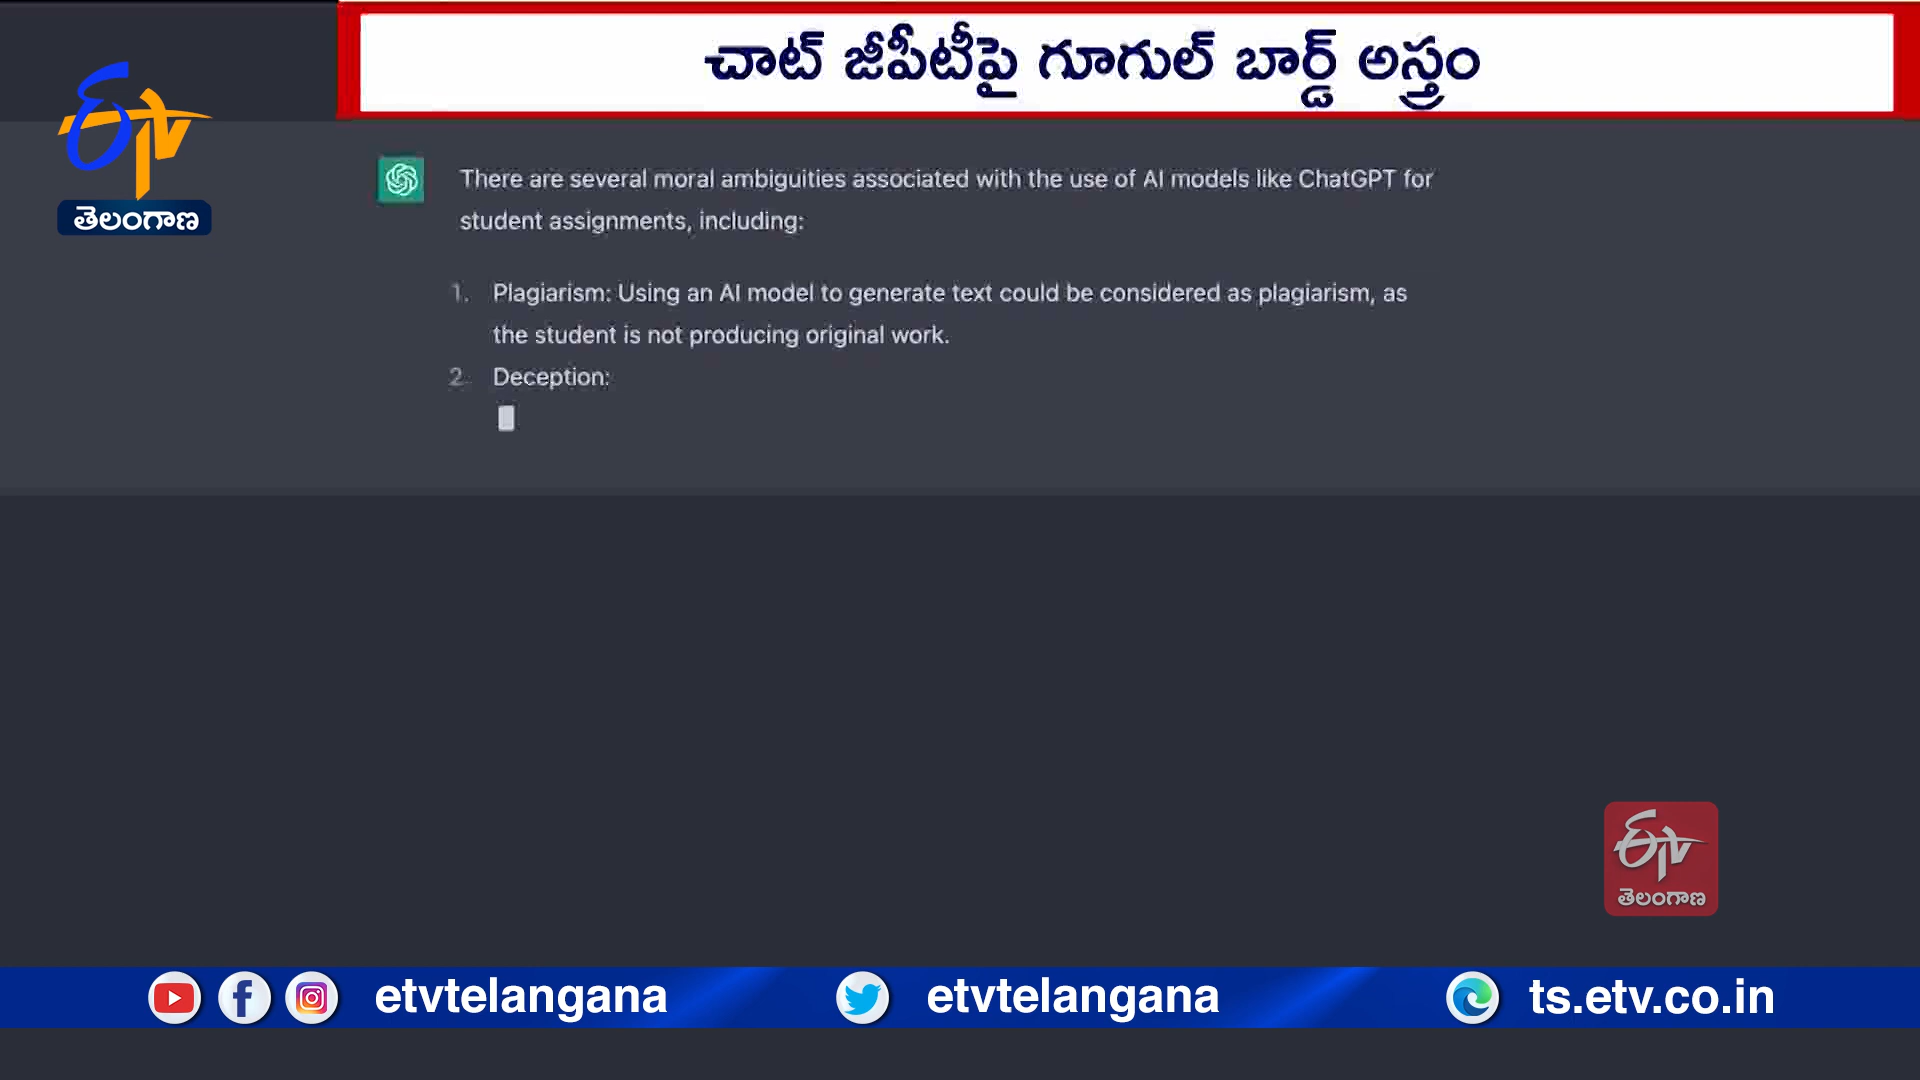 చాట్ జీపీటీపై గూగుల్ బార్డ్ అస్త్రం
ETV
తెలంగాణ
There are several moral ambiguities associated with the use of AI models like ChatGPT for
student assignments, including:
1. Plagiarism: Using an AI model to generate text could be considered as plagiarism, as
the student is not producing original work.
2. Deception:
ETV
తెలంగాణ
etvtelangana
etvtelangana
ts.etv.co.in